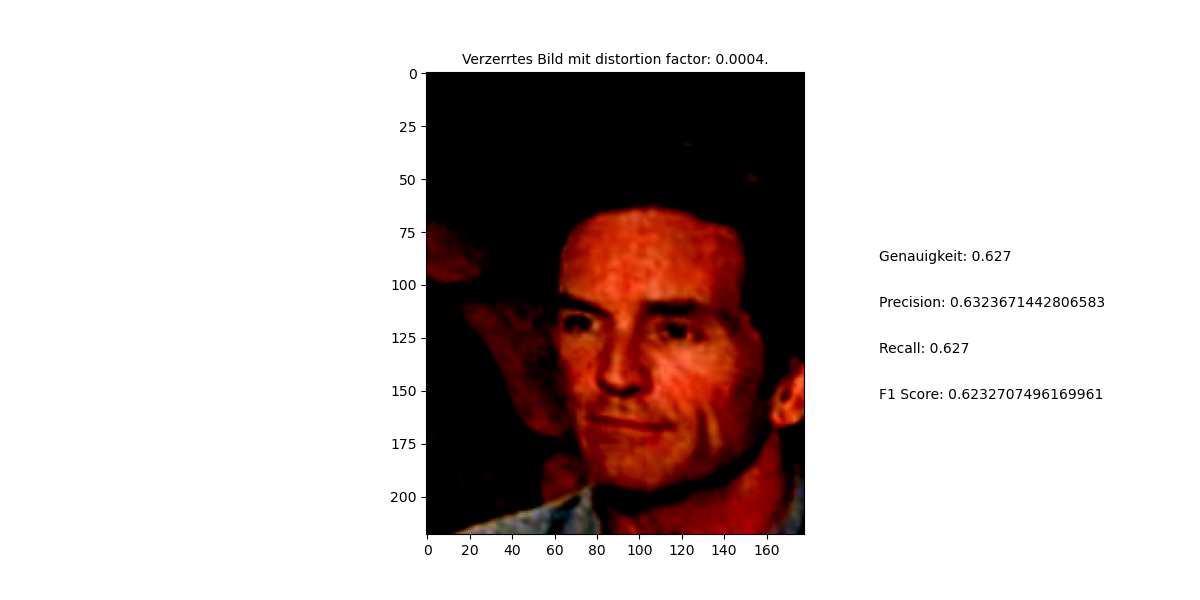 Verzerrtes Bild mit distortion factor: 0.0004.
0
25
50
75
100
125
150
175
200
0 20 40 60 80 100 120 140 160
Genauigkeit: 0.627
Precision: 0.6323671442806583
Recall: 0.627
F1 Score: 0.6232707496169961